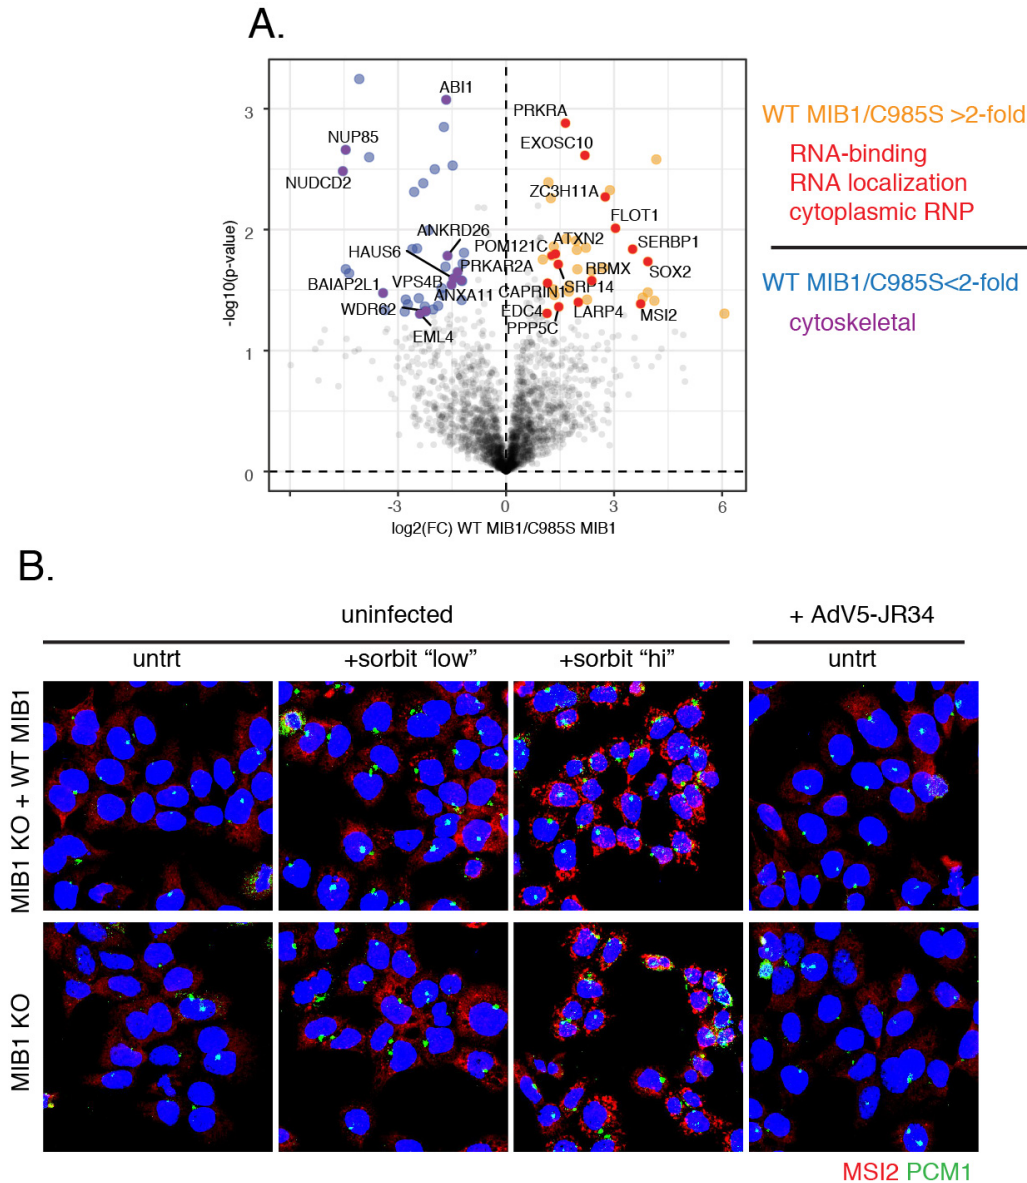 A.
ABI1
PRKRA
NUP85
EXOSC10
NUDCD2
ZC3H11A
FLOT1
ANKRD26
ATXN2
POM121C
SERBP1
HAUS6
PRKAR2A
RBMX
SOX2
BAIAP2L1
VPS4B
SRP14
ANXA11
CAPRIN1
WDR62
EDC4
LARP4
MSI2
PPP5C
EML4
3
2
1
0
-log10(p-value)
-3
0
3
6
log2(FC) WT MIB1/C985S MIB1
WT MIB1/C985S >2-fold
RNA-binding
RNA localization
cytoplasmic RNP
WT MIB1/C985S<2-fold
cytoskeletal
B.
uninfected
+ AdV5-JR34
untrt
+sorbit “low”
+sorbit “hi”
untrt
MIB1 KO + WT MIB1
MIB1 KO
MSI2 PCM1